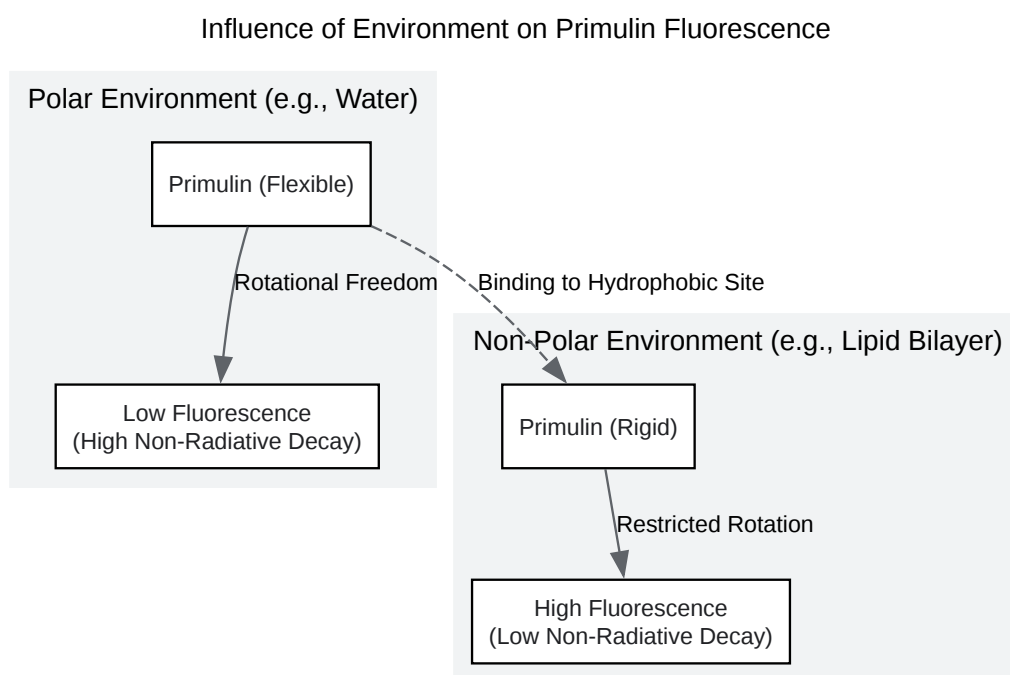 Influence of Environment on Primulin Fluorescence
Polar Environment (e.g., Water)
Primulin (Flexible)
Rotational Freedom
Binding to Hydrophobic Site
Low Fluorescence
(High Non-Radiative Decay)
Non-Polar Environment (e.g., Lipid Bilayer)
Primulin (Rigid)
Restricted Rotation
High Fluorescence
(Low Non-Radiative Decay)